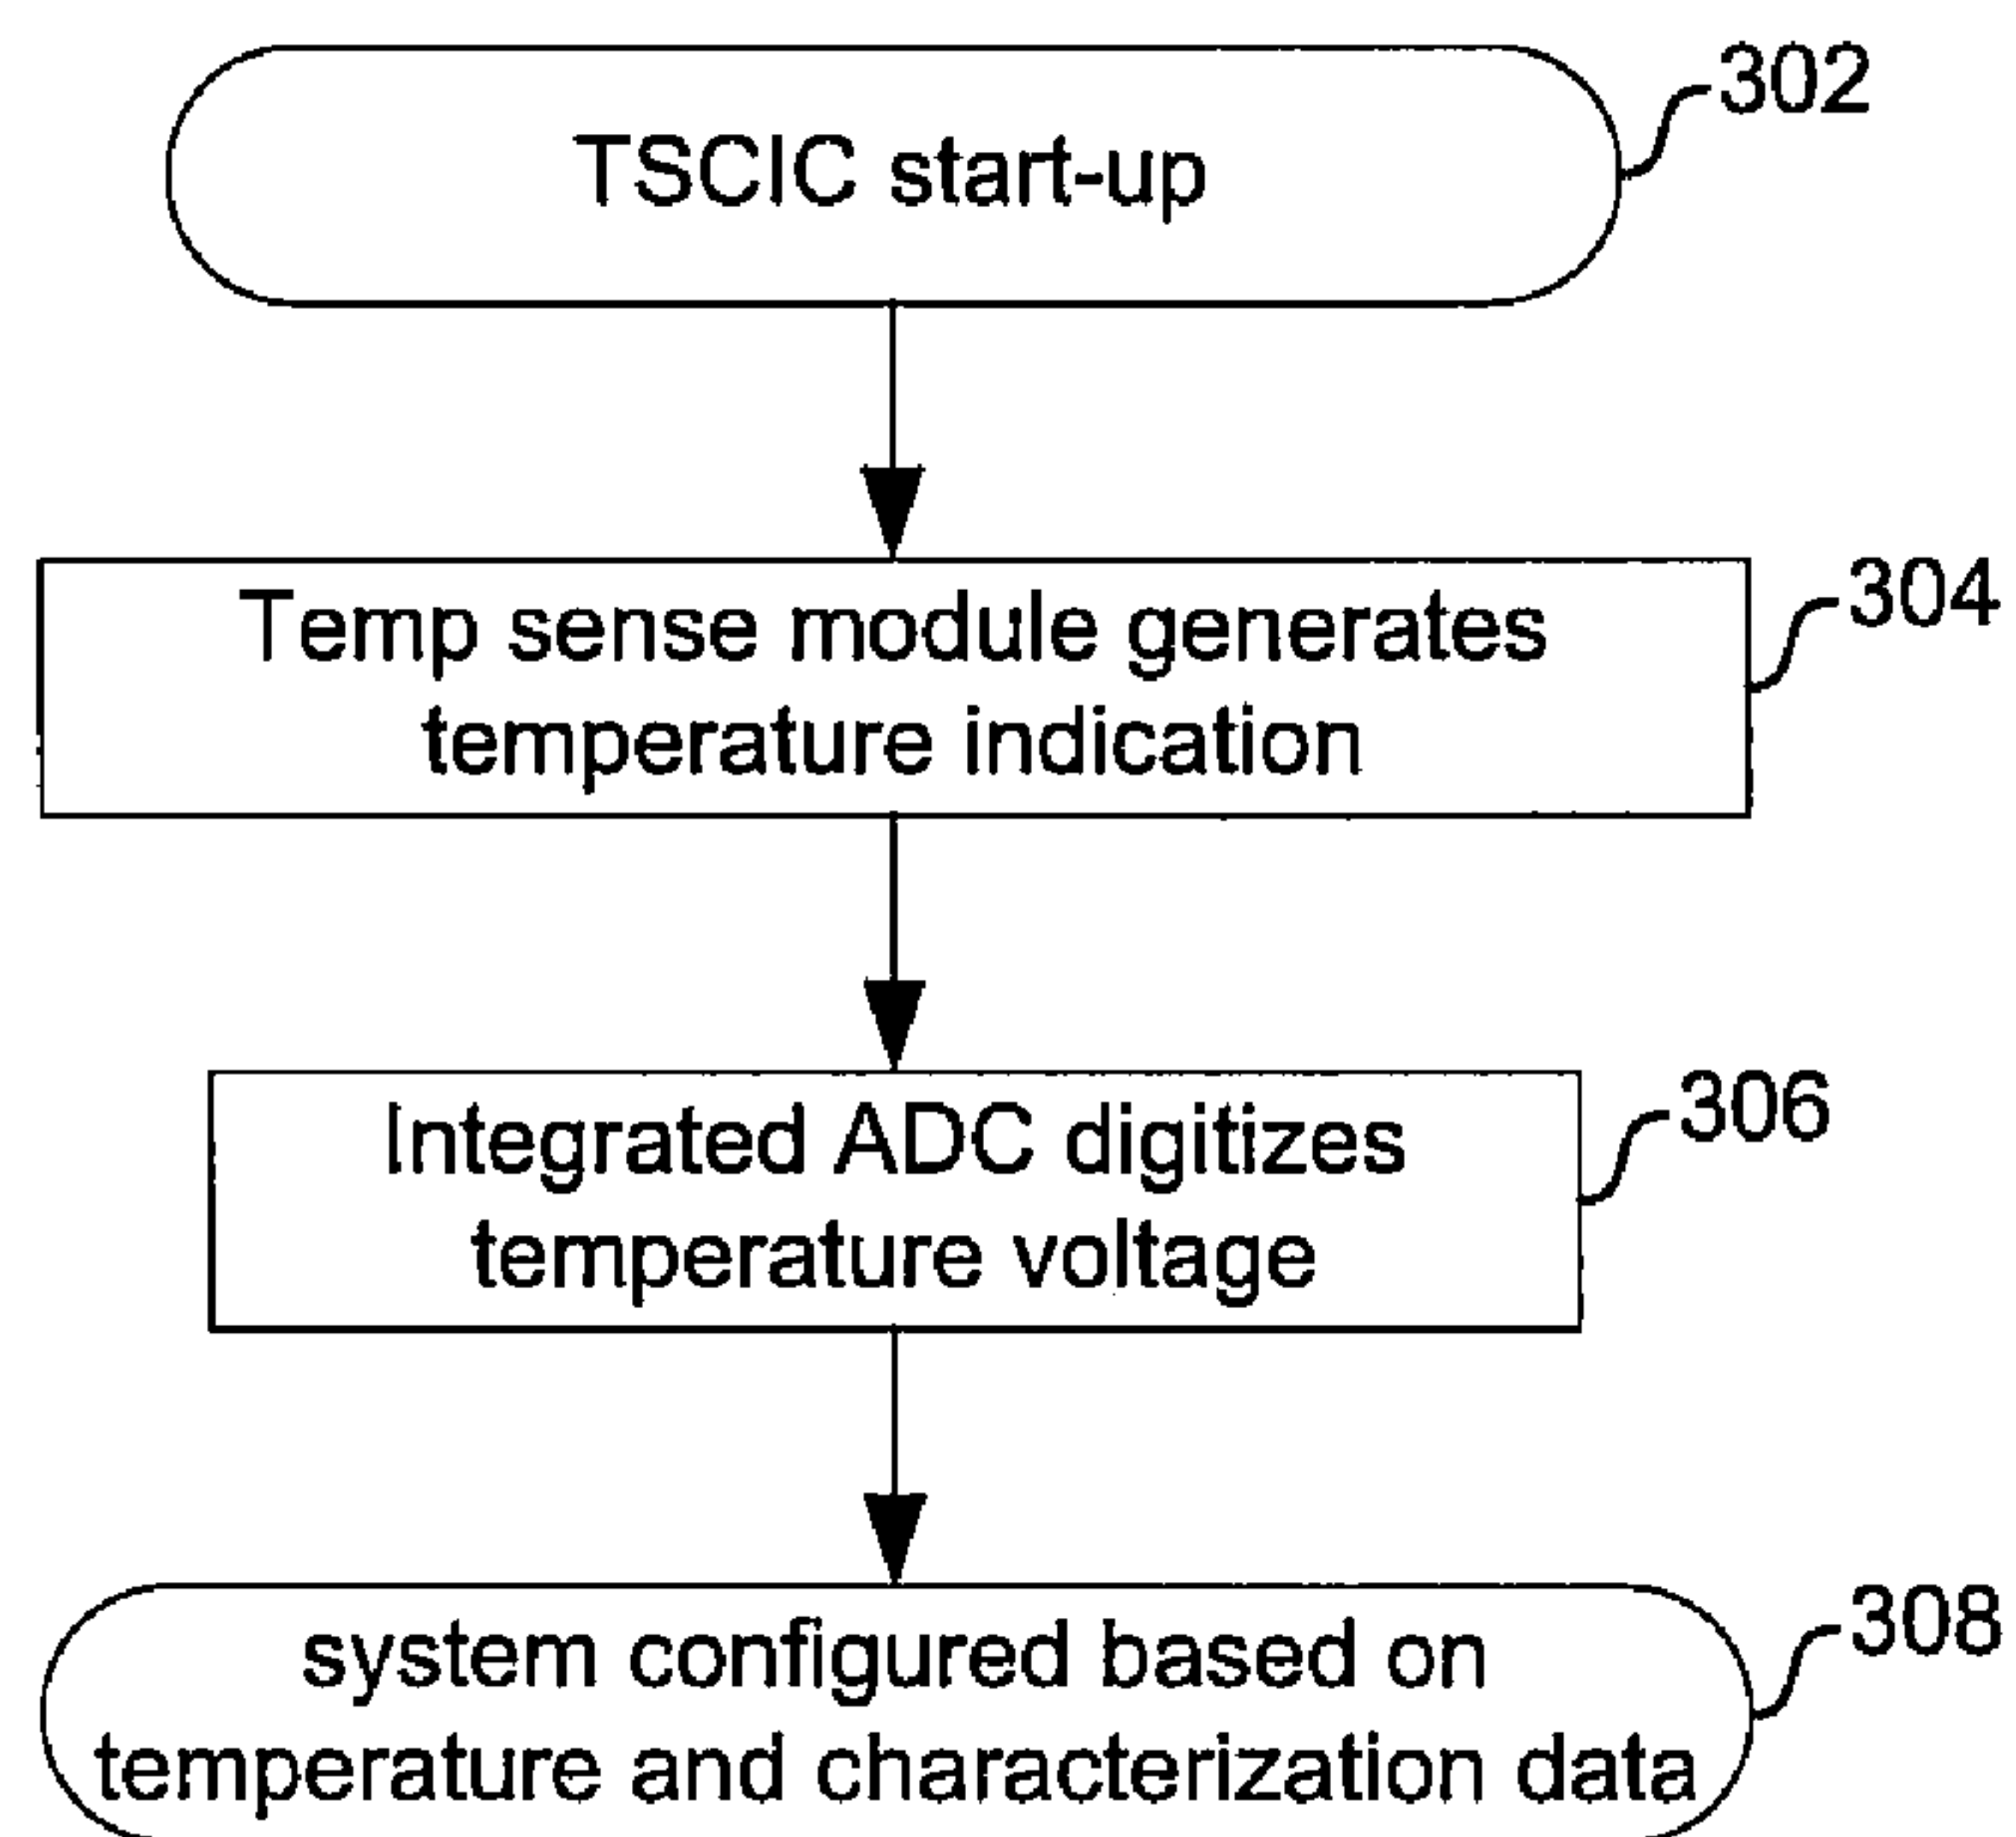 TSCIC start-up
302
Temp sense module generates
temperature indication
304
Integrated ADC digitizes
temperature voltage
306
system configured based on
temperature and characterization data
308